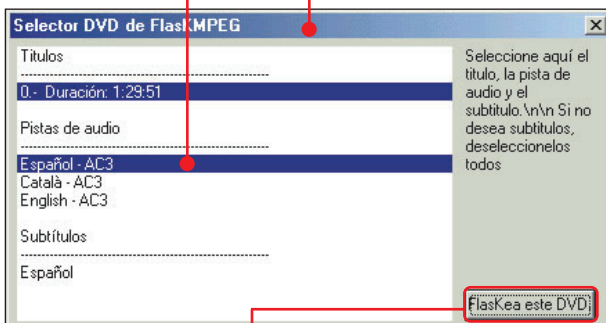 Selector DVD de FlasKMPEG
Titulos
0.- Duración: 1:29:51
Pistas de audio
Español - AC3
Català - AC3
English - AC3
Subtítulos
Español
Seleccione aquí el
titulo, la pista de
audio y el
subtitulo.\n\n Si no
desea subtitulos,
deseleccionelos
todos
FlasKea este DVD¡